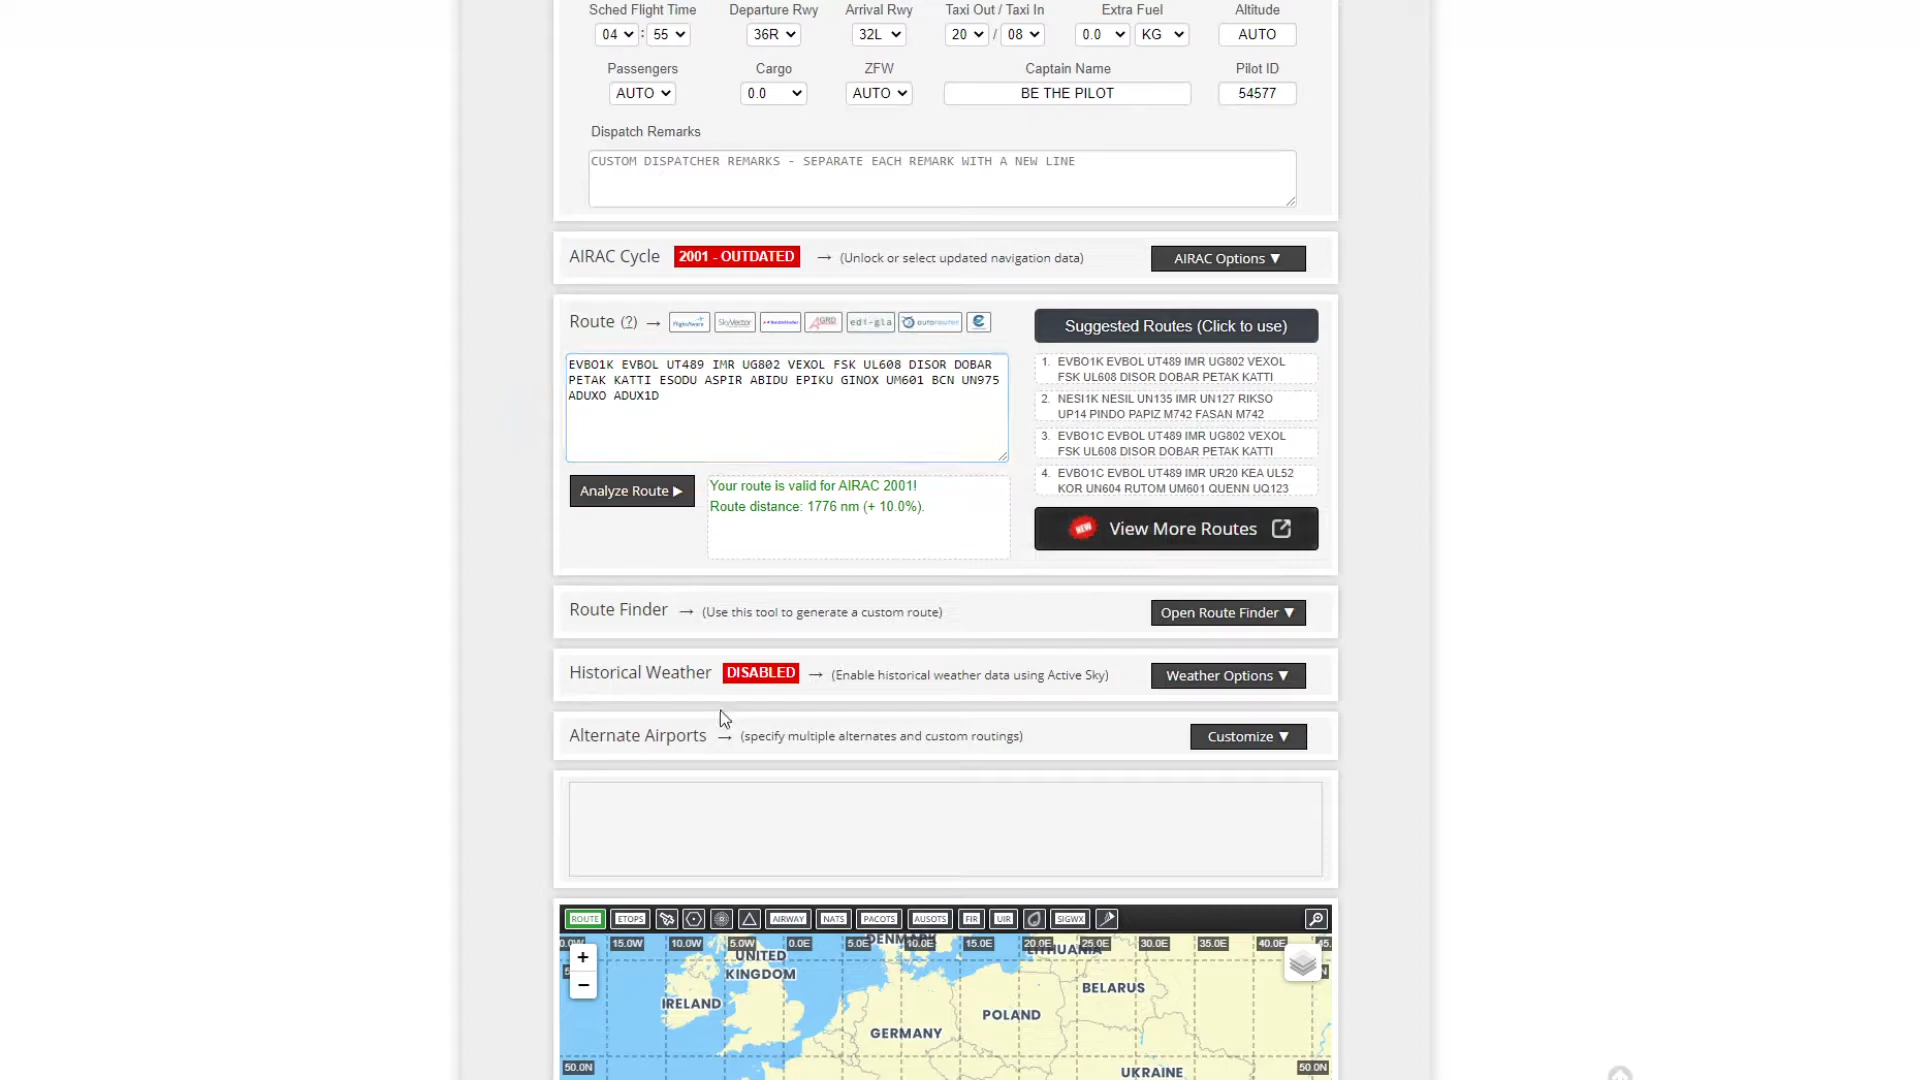 Sched Flight Time
Departure Rwy
Arrival Rwy
Taxi Out / Taxi In
Extra Fuel
Altitude
04 : 55
36R
32L
20 / 08
0.0 KG
AUTO
Passengers
Cargo
ZFW
Captain Name
Pilot ID
AUTO
0.0
AUTO
BE THE PILOT
54577
Dispatch Remarks
CUSTOM DISPATCHER REMARKS - SEPARATE EACH REMARK WITH A NEW LINE
AIRAC Cycle 2001 - OUTDATED → (Unlock or select updated navigation data) AIRAC Options ▼
Route (?) → FlightAware SkyVector GRD edi-gla autorouter
EVBO1K EVBOL UT489 IMR UG802 VEXOL FSK UL608 DISOR DOBAR
PETAK KATTI ESODU ASPIR ABIDU EPIKU GINOX UM601 BCN UN975
ADUXO ADUX1D
Analyze Route ▶
Your route is valid for AIRAC 2001!
Route distance: 1776 nm (+ 10.0%).
Suggested Routes (Click to use)
1. EVBO1K EVBOL UT489 IMR UG802 VEXOL
FSK UL608 DISOR DOBAR PETAK KATTI
2. NESI1K NESIL UN135 IMR UN127 RIKSO
UP14 PINDO PAPIZ M742 FASAN M742
3. EVBO1C EVBOL UT489 IMR UG802 VEXOL
FSK UL608 DISOR DOBAR PETAK KATTI
4. EVBO1C EVBOL UT489 IMR UR20 KEA UL52
KOR UN604 RUTOM UM601 QUENN UQ123
NEW View More Routes
Route Finder → (Use this tool to generate a custom route) Open Route Finder ▼
Historical Weather DISABLED → (Enable historical weather data using Active Sky) Weather Options ▼
Alternate Airports → (specify multiple alternates and custom routings) Customize ▼
ROUTE ETOPS AIRWAY NATS PACOTS AUSOTS FIR UIR SIGWX
15.0W 10.0W 5.0W 0.0E 5.0E 10.0E 15.0E 20.0E 25.0E 30.0E 35.0E 40.0E
+
−
DENMARK
LITHUANIA
UNITED
KINGDOM
IRELAND
BELARUS
POLAND
GERMANY
50.0N
50.0N
UKRAINE